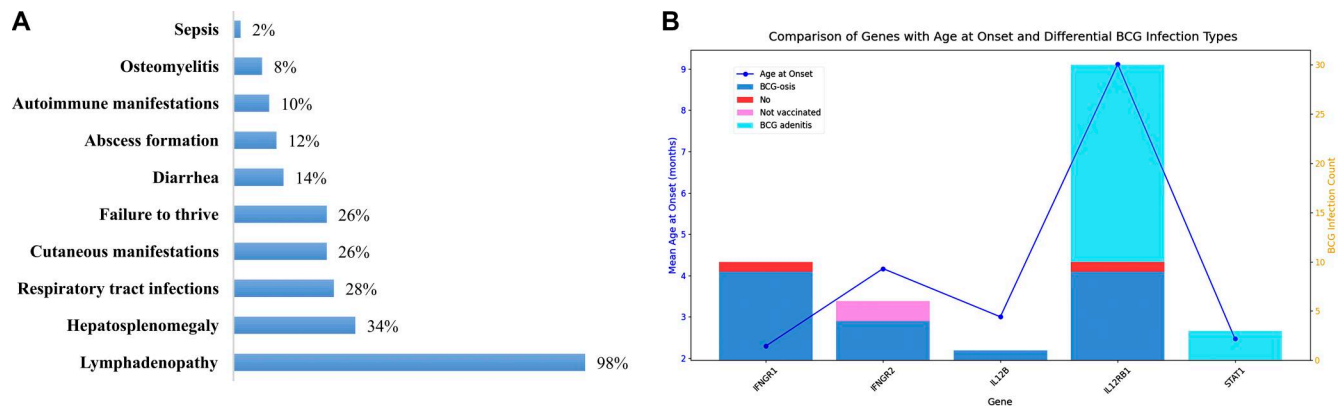 A
Sepsis 2%
Osteomyelitis 8%
Autoimmune manifestations 10%
Abscess formation 12%
Diarrhea 14%
Failure to thrive 26%
Cutaneous manifestations 26%
Respiratory tract infections 28%
Hepatosplenomegaly 34%
Lymphadenopathy 98%
B
Comparison of Genes with Age at Onset and Differential BCG Infection Types
Age at Onset
BCG-osis
No
Not vaccinated
BCG adenitis
Mean Age at Onset (months)
9
8
7
6
5
4
3
2
BCG Infection Count
30
25
20
15
10
5
0
IFNGR1
IFNGR2
IL12B
IL12RB1
STAT1
Gene